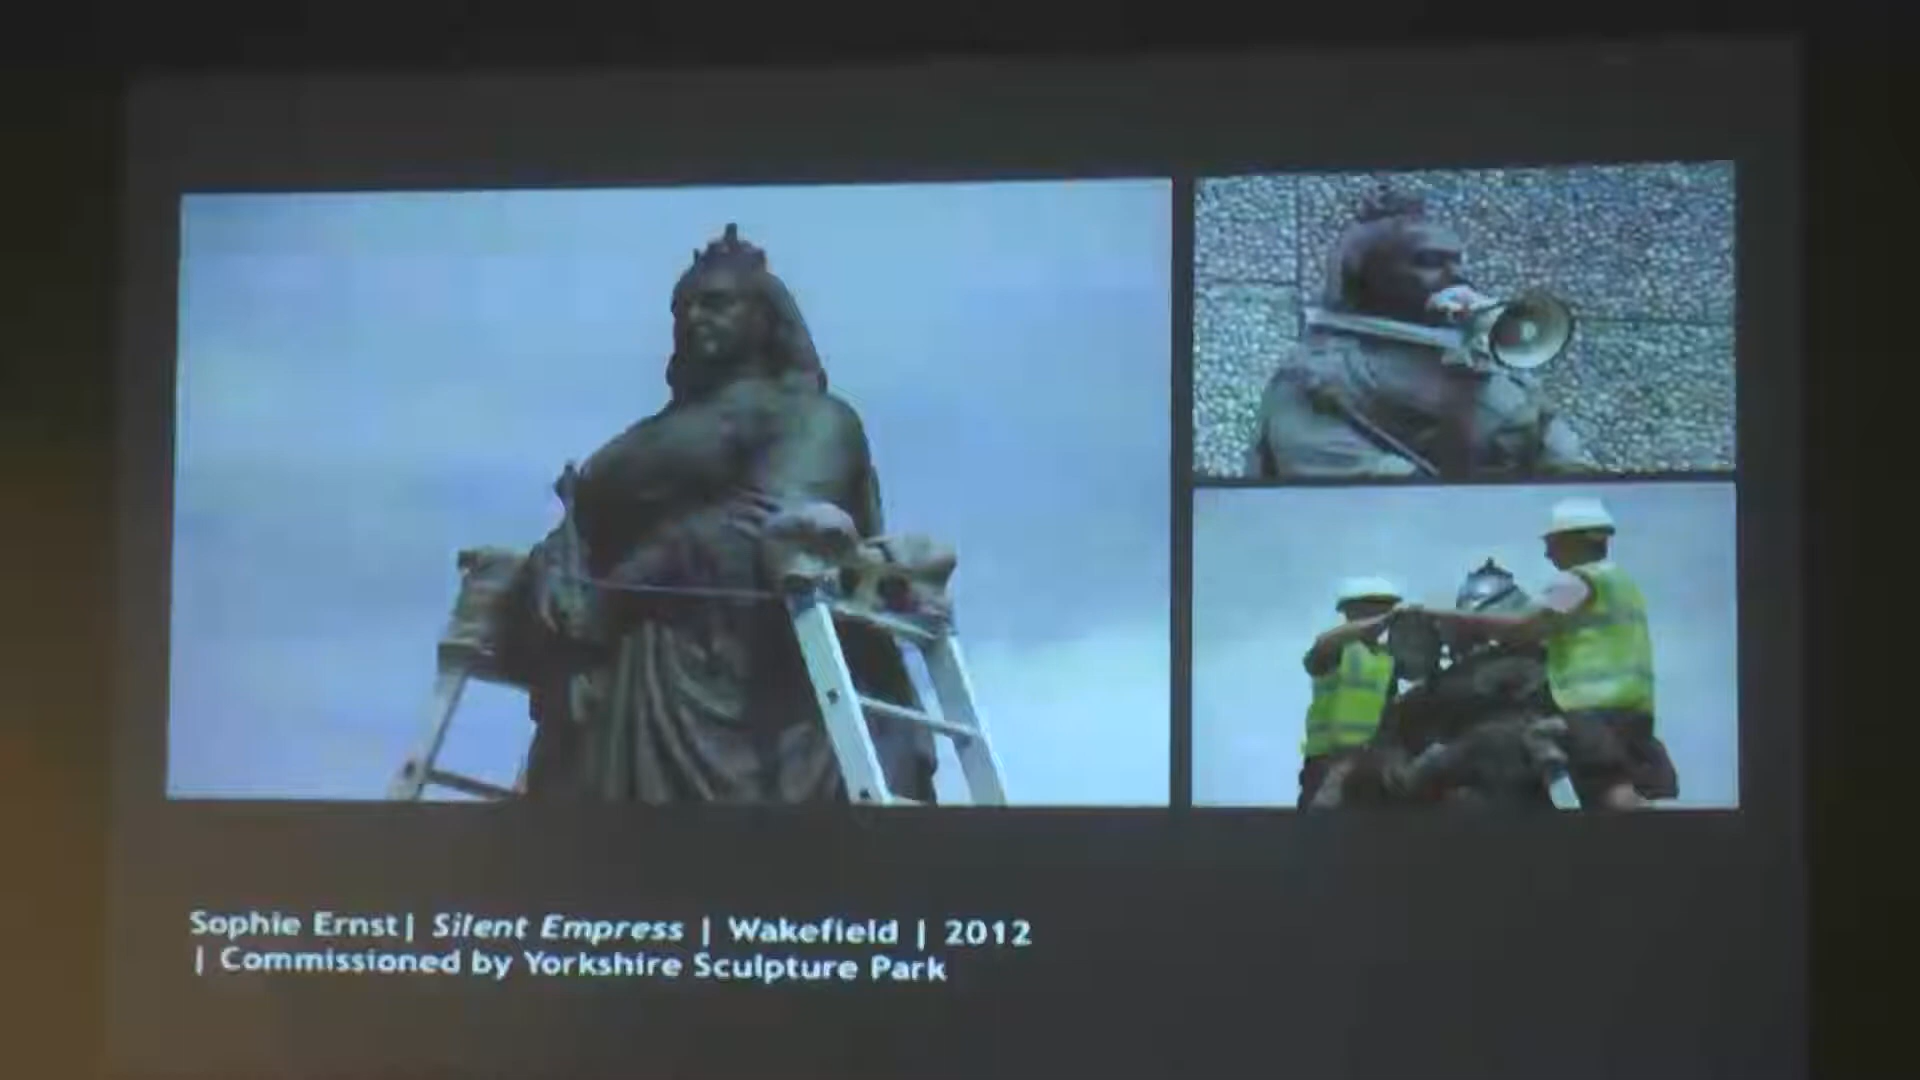 Sophie Ernst| Silent Empress | Wakefield | 2012
| Commissioned by Yorkshire Sculpture Park